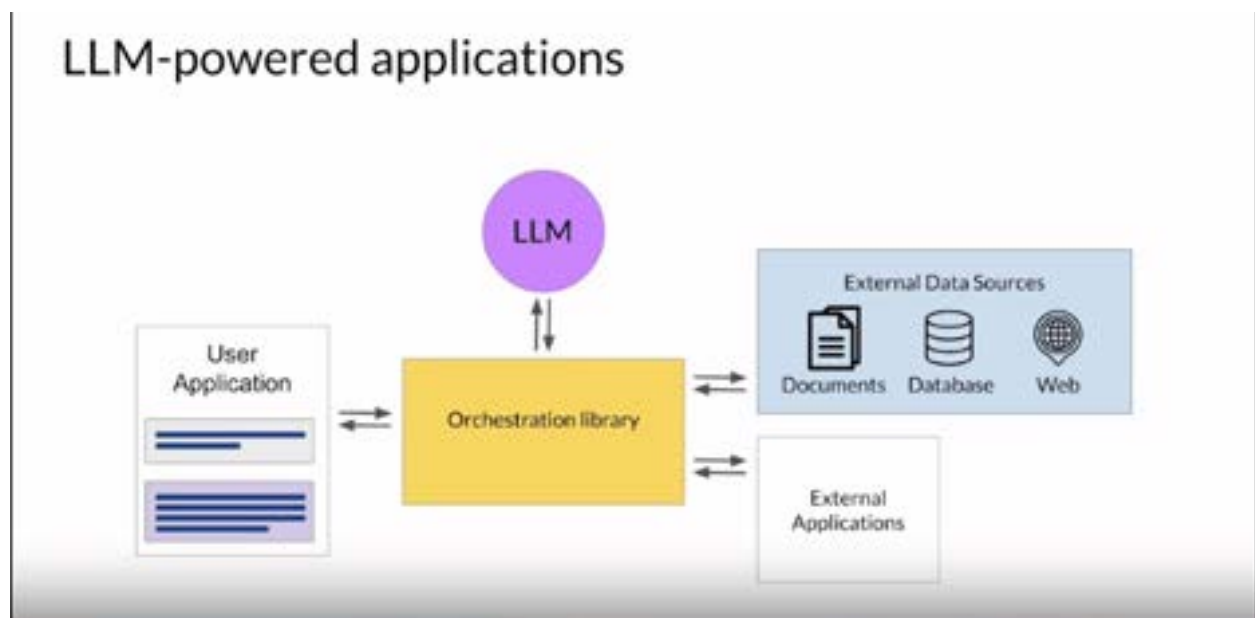 LLM-powered applications
LLM
External Data Sources
Documents Database Web
User
Application
Orchestration library
External
Applications